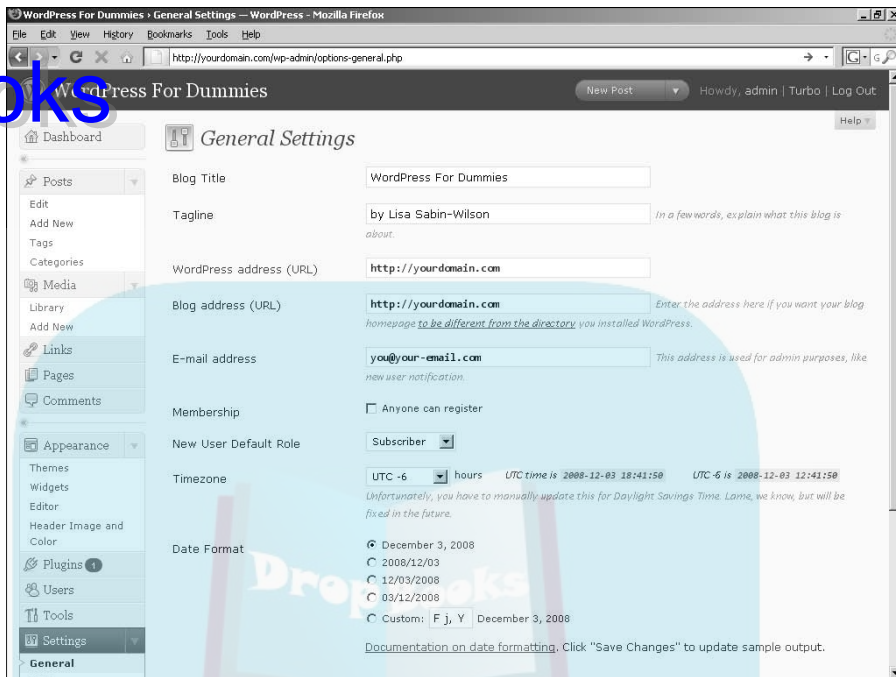 WordPress For Dummies › General Settings — WordPress - Mozilla Firefox
File Edit View History Bookmarks Tools Help
http://yourdomain.com/wp-admin/options-general.php
G G
oks
WordPress For Dummies
New Post
Howdy, admin | Turbo | Log Out
Help
Dashboard
General Settings
Posts
Edit
Add New
Tags
Categories
Media
Library
Add New
Links
Pages
Comments
Appearance
Themes
Widgets
Editor
Header Image and
Color
Plugins 1
Users
Tools
Settings
General
Blog Title WordPress For Dummies
Tagline by Lisa Sabin-Wilson In a few words, explain what this blog is
about.
WordPress address (URL) http://yourdomain.com
Blog address (URL) http://yourdomain.com Enter the address here if you want your blog
homepage to be different from the directory you installed WordPress.
E-mail address you@your-email.com This address is used for admin purposes, like
new user notification.
Membership Anyone can register
New User Default Role Subscriber
Timezone UTC -6 hours UTC time is 2008-12-03 18:41:50 UTC -6 is 2008-12-03 12:41:50
Unfortunately, you have to manually update this for Daylight Savings Time. Lame, we know, but will be
fixed in the future.
Date Format December 3, 2008
2008/12/03
12/03/2008
03/12/2008
Custom: F j, Y December 3, 2008
Documentation on date formatting. Click "Save Changes" to update sample output.
DropBooks